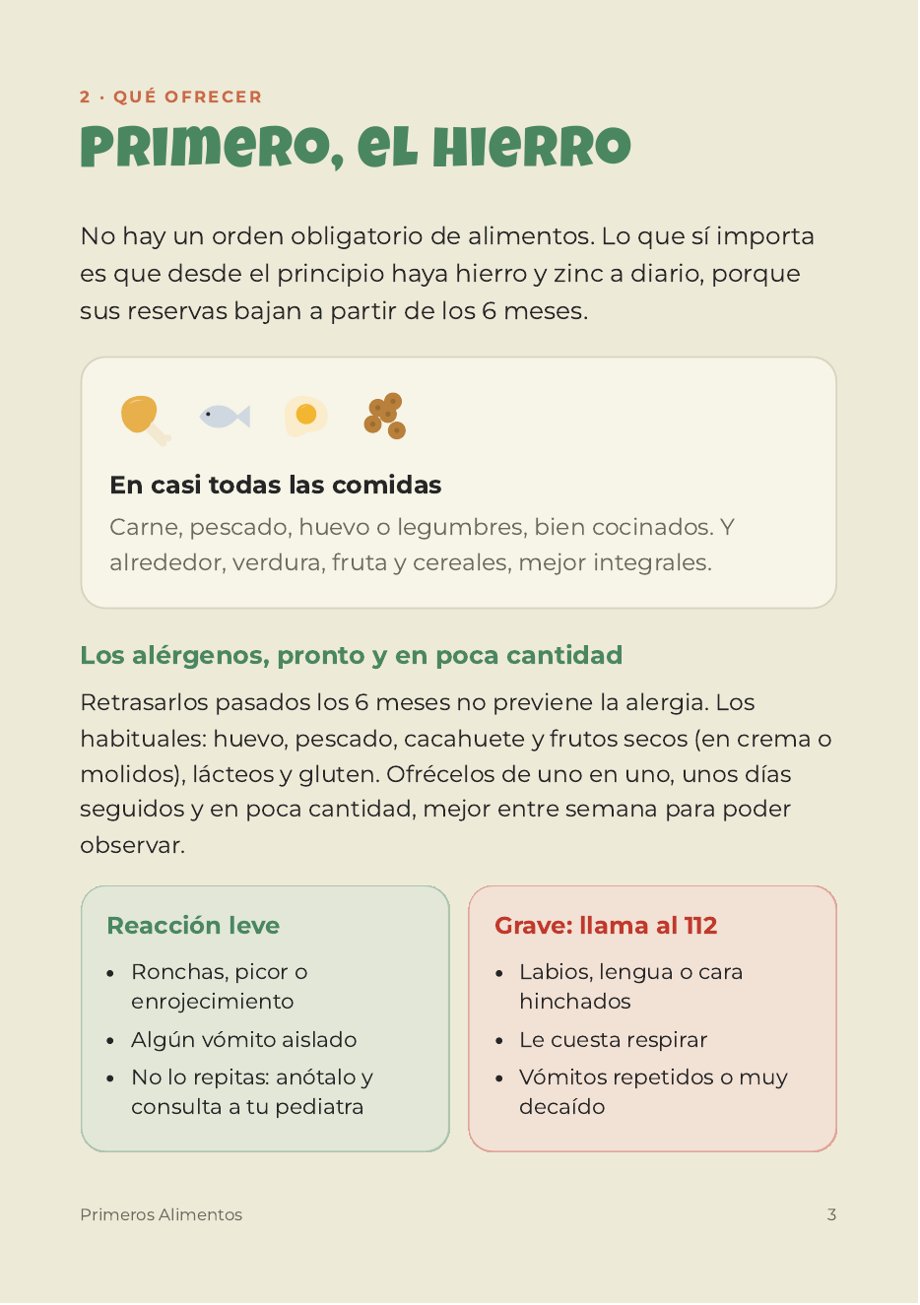 2 · QUÉ OFRECER
PRIMERO, EL HIERRO
No hay un orden obligatorio de alimentos. Lo que sí importa
es que desde el principio haya hierro y zinc a diario, porque
sus reservas bajan a partir de los 6 meses.
En casi todas las comidas
Carne, pescado, huevo o legumbres, bien cocinados. Y
alrededor, verdura, fruta y cereales, mejor integrales.
Los alérgenos, pronto y en poca cantidad
Retrasarlos pasados los 6 meses no previene la alergia. Los
habituales: huevo, pescado, cacahuete y frutos secos (en crema o
molidos), lácteos y gluten. Ofrécelos de uno en uno, unos días
seguidos y en poca cantidad, mejor entre semana para poder
observar.
Reacción leve
• Ronchas, picor o
enrojecimiento
• Algún vómito aislado
• No lo repitas: anótalo y
consulta a tu pediatra
Grave: llama al 112
• Labios, lengua o cara
hinchados
• Le cuesta respirar
• Vómitos repetidos o muy
decaído
Primeros Alimentos
3